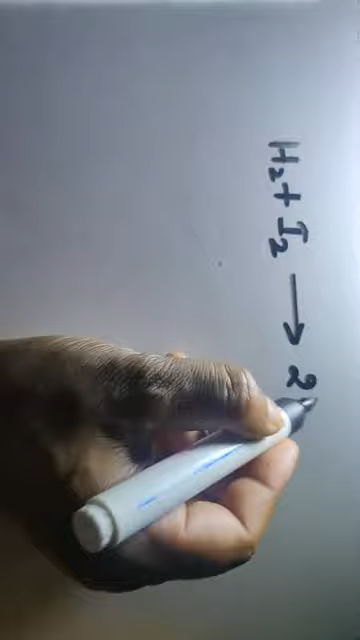 H₂ + I₂ → 2